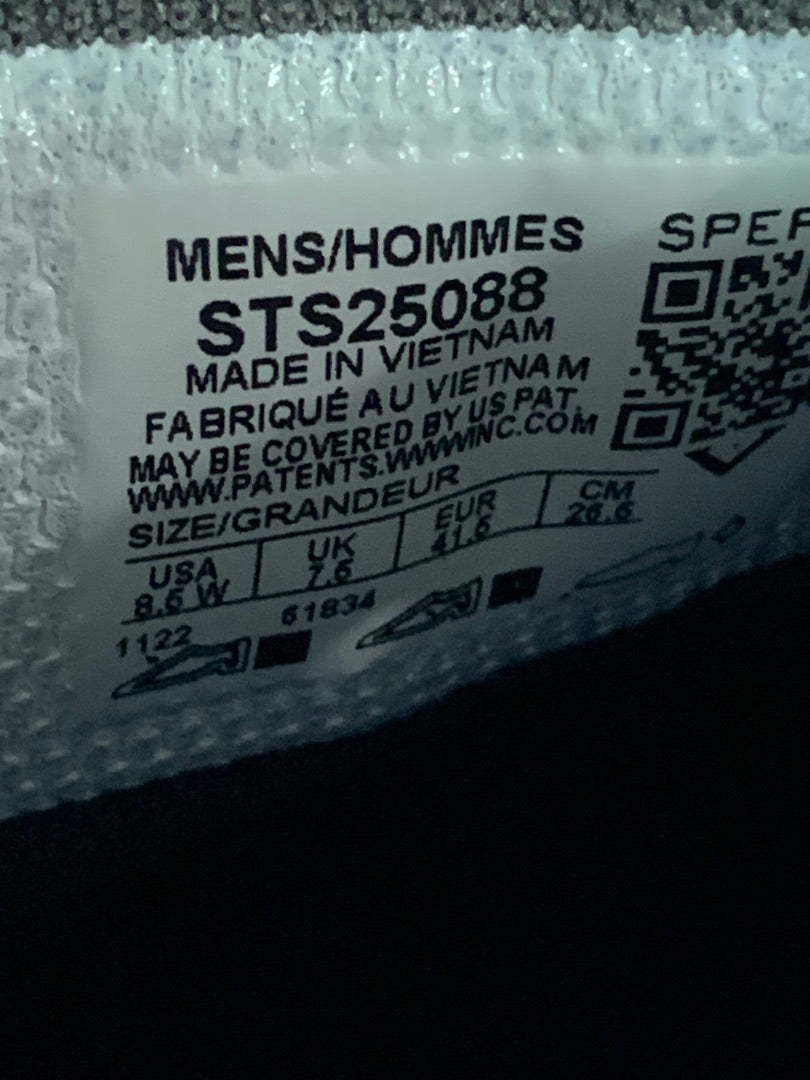 MENS/HOMMES
STS25088
MADE IN VIETNAM
FABRIQUÉ AU VIETNAM
MAY BE COVERED BY US PAT.
WWW.PATENTS.WWWINC.COM
SIZE/GRANDEUR
USA UK EUR CM
8.5 W 7.5 41.5 26.5
1122 61834
SPER